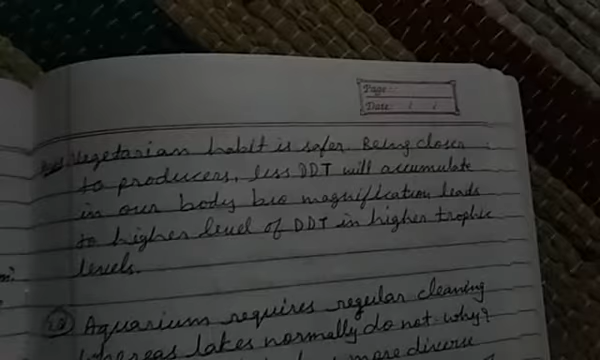 Page:
Date: / /
Vegetarian habit is safer. Being closer
to producers, less DDT will accumulate
in our body bio magnification leads
to higher level of DDT in higher trophic
levels.
Aquarium requires regular cleaning
whereas lakes normally do not why?
more diverse